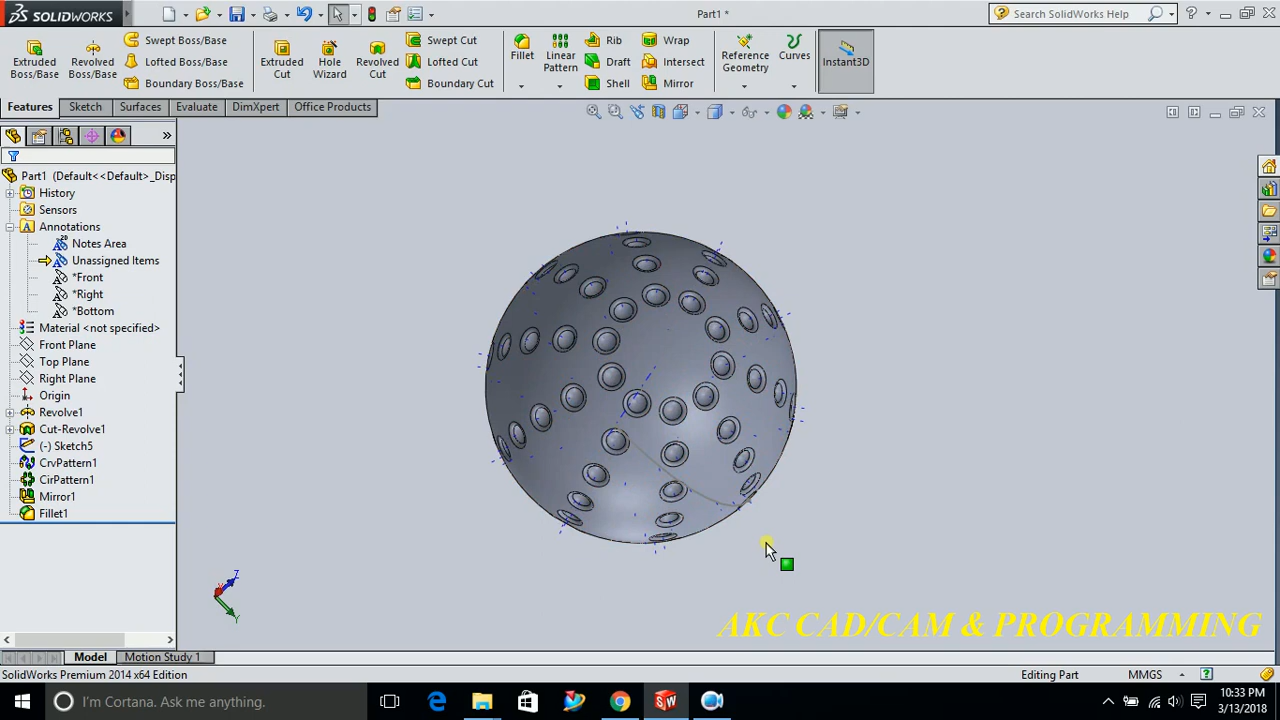 SOLIDWORKS
Part1 *
Search SolidWorks Help
Extruded Boss/Base
Revolved Boss/Base
Swept Boss/Base
Lofted Boss/Base
Boundary Boss/Base
Extruded Cut
Hole Wizard
Revolved Cut
Swept Cut
Lofted Cut
Boundary Cut
Fillet
Linear Pattern
Rib
Draft
Shell
Wrap
Intersect
Mirror
Reference Geometry
Curves
Instant3D
Features
Sketch
Surfaces
Evaluate
DimXpert
Office Products
Part1 (Default<<Default>_Disp
History
Sensors
Annotations
Notes Area
Unassigned Items
*Front
*Right
*Bottom
Material <not specified>
Front Plane
Top Plane
Right Plane
Origin
Revolve1
Cut-Revolve1
(-) Sketch5
CrvPattern1
CirPattern1
Mirror1
Fillet1
Z
Y
AKC CAD/CAM & PROGRAMMING
Model
Motion Study 1
SolidWorks Premium 2014 x64 Edition
Editing Part
MMGS
I'm Cortana. Ask me anything.
10:33 PM
3/13/2018